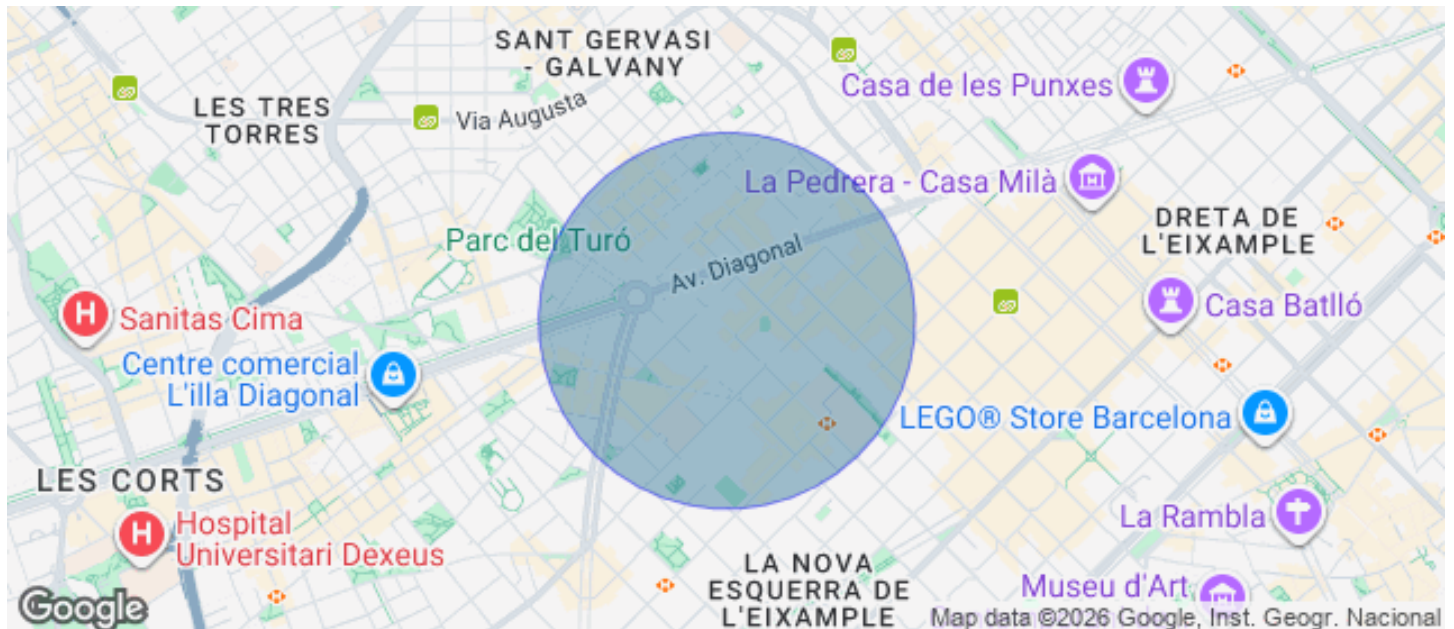 SANT GERVASI
- GALVANY
Casa de les Punxes
LES TRES
TORRES
Via Augusta
La Pedrera - Casa Milà
DRETA DE
L'EIXAMPLE
Parc del Turó
Av. Diagonal
H
Sanitas Cima
Casa Batlló
Centre comercial
L'illa Diagonal
LEGO® Store Barcelona
LES CORTS
H
Hospital
Universitari Dexeus
La Rambla
LA NOVA
ESQUERRA DE
L'EIXAMPLE
Museu d'Art
Google
Map data ©2026 Google, Inst. Geogr. Nacional